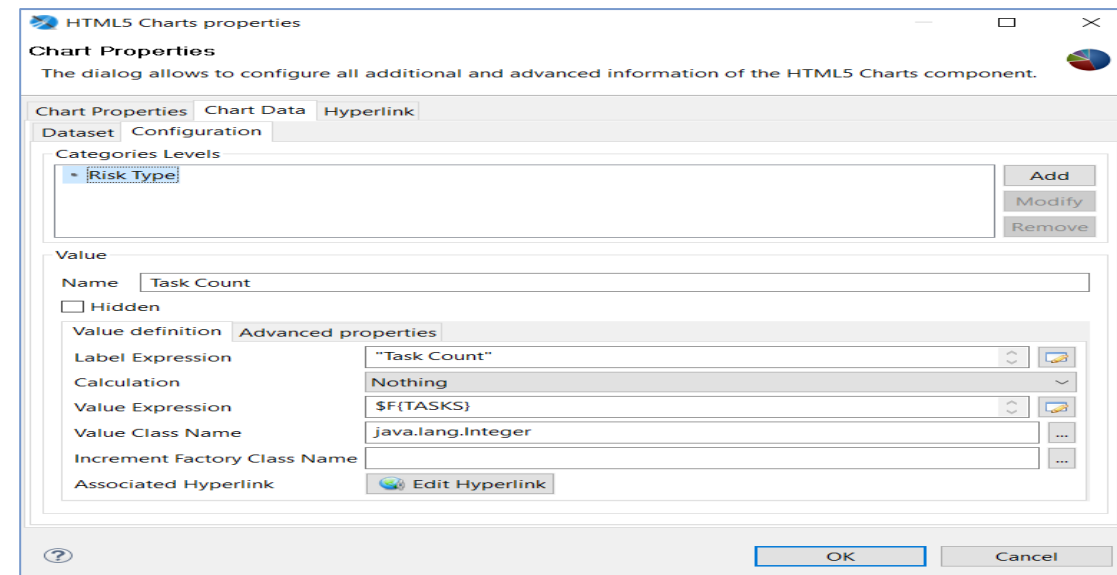 HTML5 Charts properties
Chart Properties
The dialog allows to configure all additional and advanced information of the HTML5 Charts component.
Chart Properties Chart Data Hyperlink
Dataset Configuration
Categories Levels
Risk Type
Add
Modify
Remove
Value
Name Task Count
Hidden
Value definition Advanced properties
Label Expression "Task Count"
Calculation Nothing
Value Expression $F{TASKS}
Value Class Name java.lang.Integer ...
Increment Factory Class Name ...
Associated Hyperlink Edit Hyperlink
? OK Cancel